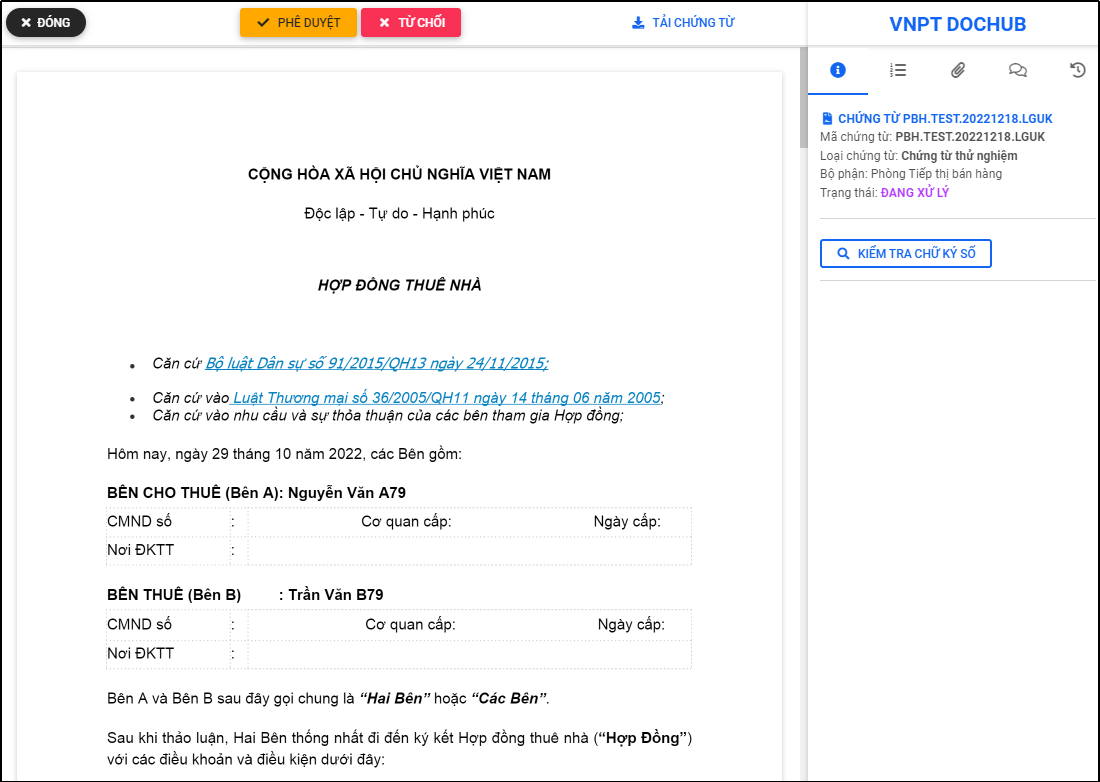 ĐÓNG
PHÊ DUYỆT
TỪ CHỐI
TẢI CHỨNG TỪ
VNPT DOCHUB
CHỨNG TỪ PBH.TEST.20221218.LGUK
Mã chứng từ: PBH.TEST.20221218.LGUK
Loại chứng từ: Chứng từ thử nghiệm
Bộ phận: Phòng Tiếp thị bán hàng
Trạng thái: ĐANG XỬ LÝ
KIỂM TRA CHỮ KÝ SỐ
CỘNG HÒA XÃ HỘI CHỦ NGHĨA VIỆT NAM
Độc lập - Tự do - Hạnh phúc
HỢP ĐỒNG THUÊ NHÀ
• Căn cứ Bộ luật Dân sự số 91/2015/QH13 ngày 24/11/2015;
• Căn cứ vào Luật Thương mại số 36/2005/QH11 ngày 14 tháng 06 năm 2005;
• Căn cứ vào nhu cầu và sự thỏa thuận của các bên tham gia Hợp đồng;
Hôm nay, ngày 29 tháng 10 năm 2022, các Bên gồm:
BÊN CHO THUÊ (Bên A): Nguyễn Văn A79
CMND số : Cơ quan cấp: Ngày cấp:
Nơi ĐKTT :
BÊN THUÊ (Bên B) : Trần Văn B79
CMND số : Cơ quan cấp: Ngày cấp:
Nơi ĐKTT :
Bên A và Bên B sau đây gọi chung là “Hai Bên” hoặc “Các Bên”.
Sau khi thảo luận, Hai Bên thống nhất đi đến ký kết Hợp đồng thuê nhà (“Hợp Đồng”)
với các điều khoản và điều kiện dưới đây: